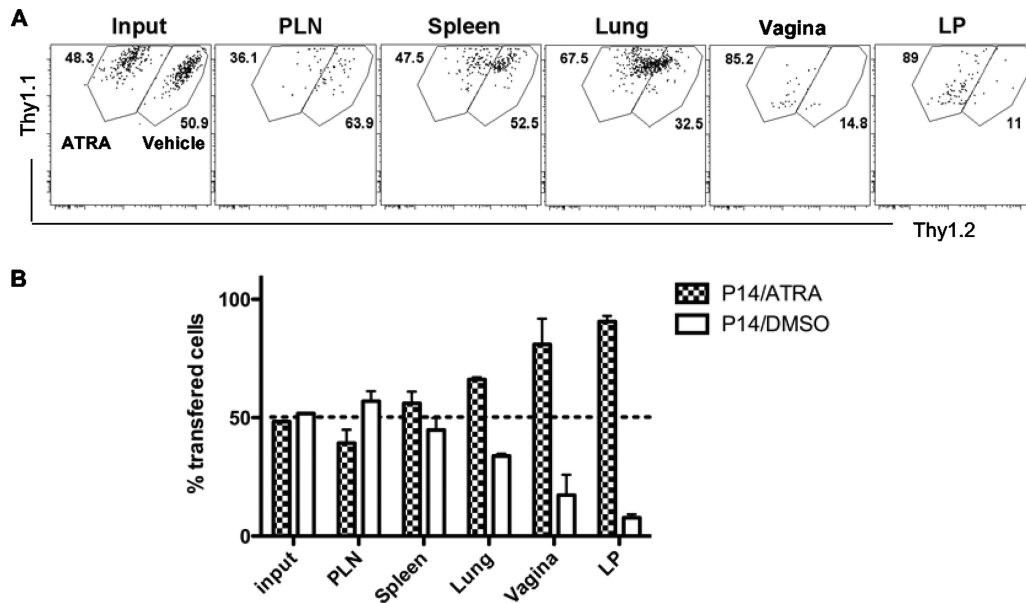 A
Input PLN Spleen Lung Vagina LP
48.3 36.1 47.5 67.5 85.2 89
50.9 63.9 52.5 32.5 14.8 11
ATRA Vehicle
Thy1.1
Thy1.2
B
P14/ATRA
P14/DMSO
100
50
0
% transfered cells
input PLN Spleen Lung Vagina LP